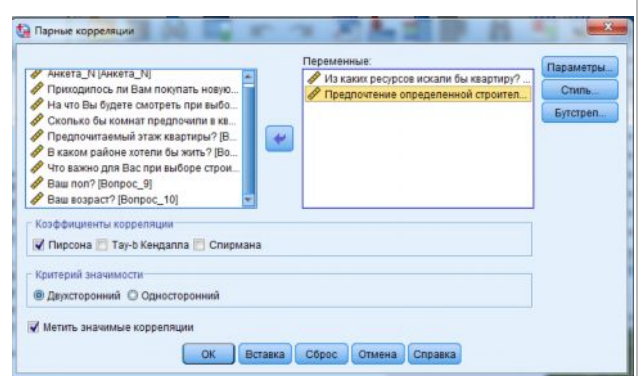 Парные корреляции
Переменные:
Анкета_N [Анкета_N]
Приходилось ли Вам покупать новую...
На что Вы будете смотреть при выбо...
Сколько бы комнат предпочили в кв...
Предпочитаемый этаж квартиры? [В...
В каком районе хотели бы жить? [Во...
Что важно для Вас при выборе строи...
Ваш пол? [Вопрос_9]
Ваш возраст? [Вопрос_10]
Из каких ресурсов искали бы квартиру? ...
Предпочтение определенной строител...
Параметры...
Стиль...
Бутстреп...
Коэффициенты корреляции
Пирсона Тау-b Кендалла Спирмана
Критерий значимости
Двухсторонний Односторонний
Метить значимые корреляции
ОК Вставка Сброс Отмена Справка